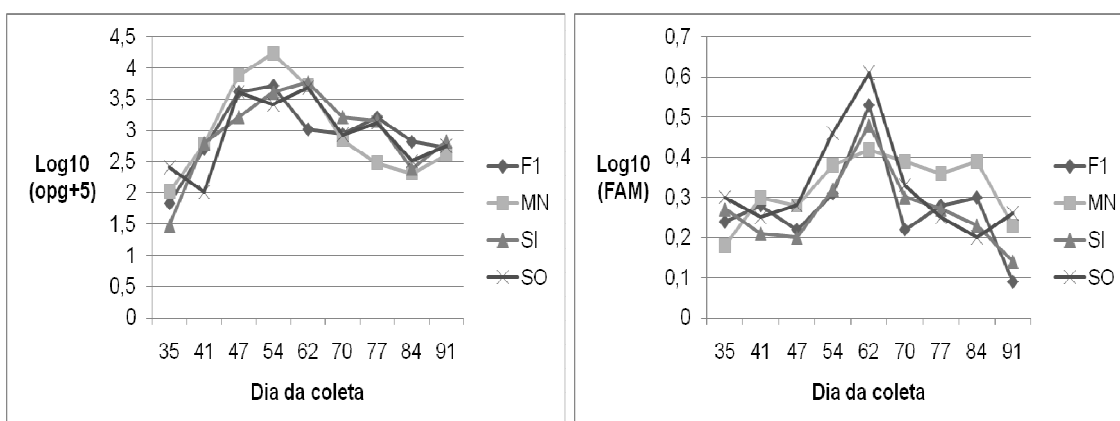 4,5
4
3,5
3
2,5
2
1,5
1
0,5
0
Log10
(opg+5)
35 41 47 54 62 70 77 84 91
Dia da coleta
F1
MN
SI
SO
0,7
0,6
0,5
0,4
0,3
0,2
0,1
0
Log10
(FAM)
35 41 47 54 62 70 77 84 91
Dia da coleta
F1
MN
SI
SO